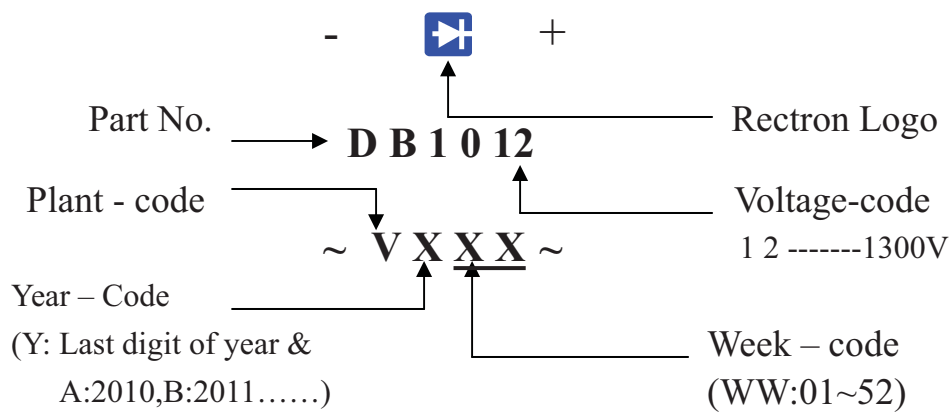 - +
Part No.
Rectron Logo
D B 1 0 12
Plant - code
Voltage-code
1 2 -------1300V
~ V X X X ~
Year – Code
(Y: Last digit of year &
A:2010,B:2011……)
Week – code
(WW:01~52)